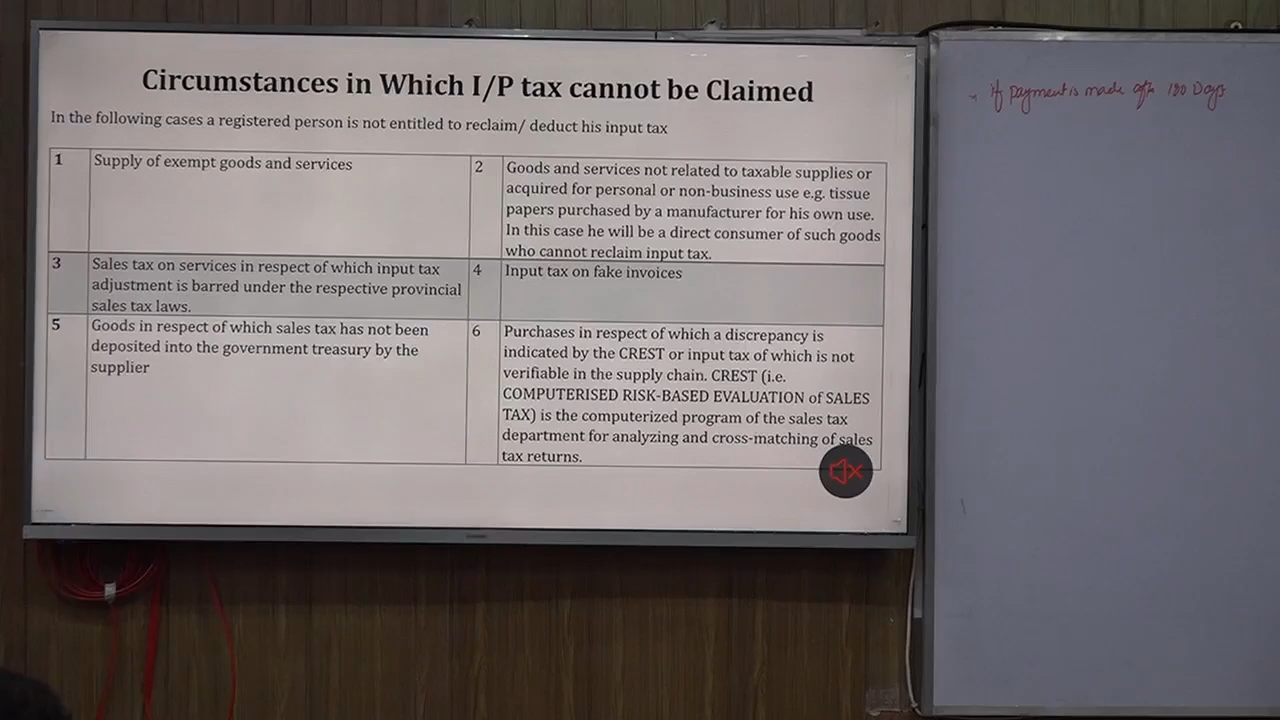 Circumstances in Which I/P tax cannot be Claimed
In the following cases a registered person is not entitled to reclaim/ deduct his input tax
1
Supply of exempt goods and services
2
Goods and services not related to taxable supplies or
acquired for personal or non-business use e.g. tissue
papers purchased by a manufacturer for his own use.
In this case he will be a direct consumer of such goods
who cannot reclaim input tax.
3
Sales tax on services in respect of which input tax
adjustment is barred under the respective provincial
sales tax laws.
4
Input tax on fake invoices
5
Goods in respect of which sales tax has not been
deposited into the government treasury by the
supplier
6
Purchases in respect of which a discrepancy is
indicated by the CREST or input tax of which is not
verifiable in the supply chain. CREST (i.e.
COMPUTERISED RISK-BASED EVALUATION of SALES
TAX) is the computerized program of the sales tax
department for analyzing and cross-matching of sales
tax returns.
If payment is made after 180 Days